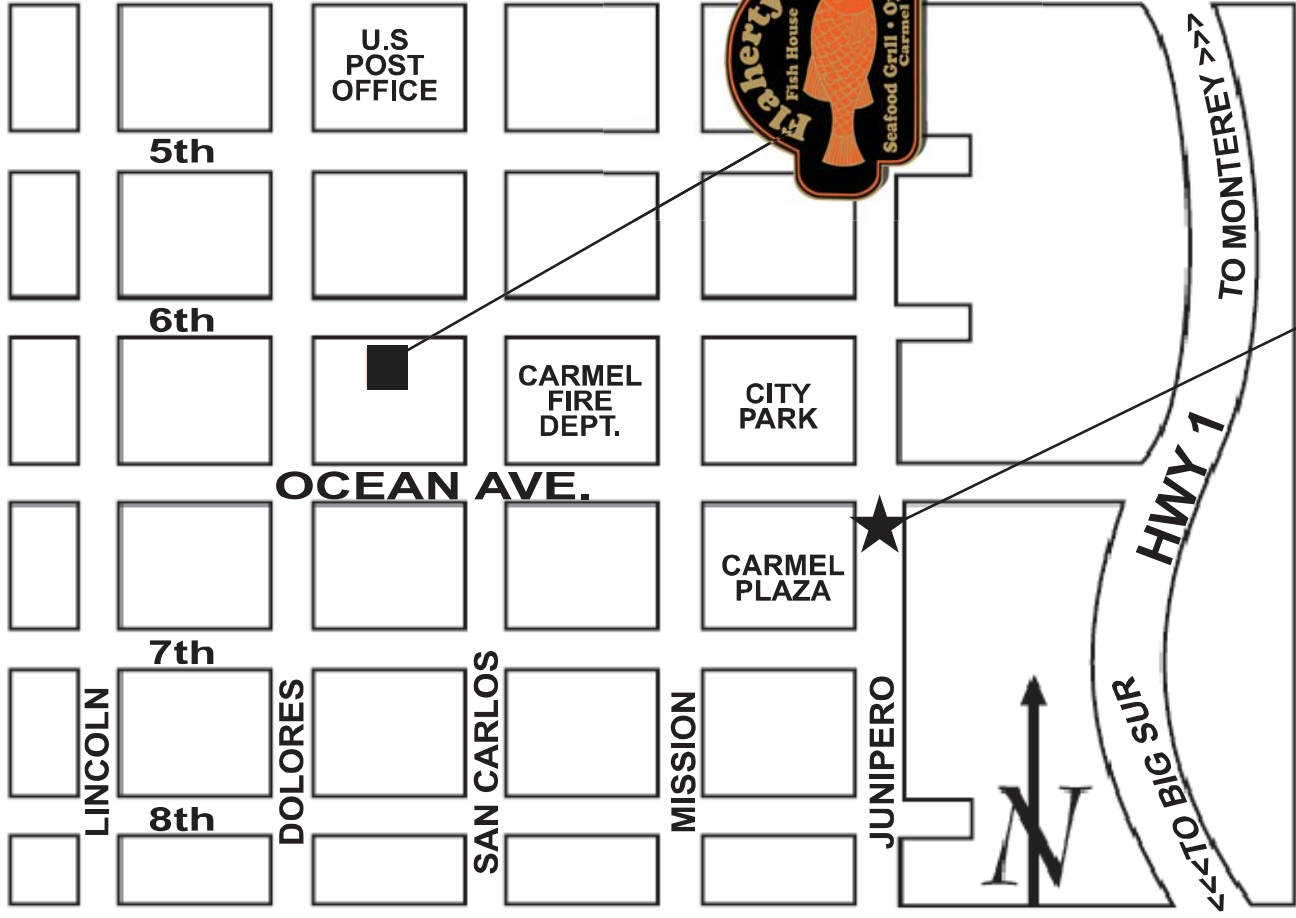 U.S
POST
OFFICE
Flaherty
Fish House
Seafood Grill •
Carmel
5th
TO MONTEREY >>>
6th
CARMEL
FIRE
DEPT.
CITY
PARK
OCEAN AVE.
HWY 1
CARMEL
PLAZA
7th
LINCOLN
DOLORES
SAN CARLOS
MISSION
JUNIPERO
8th
<<<TO BIG SUR
N